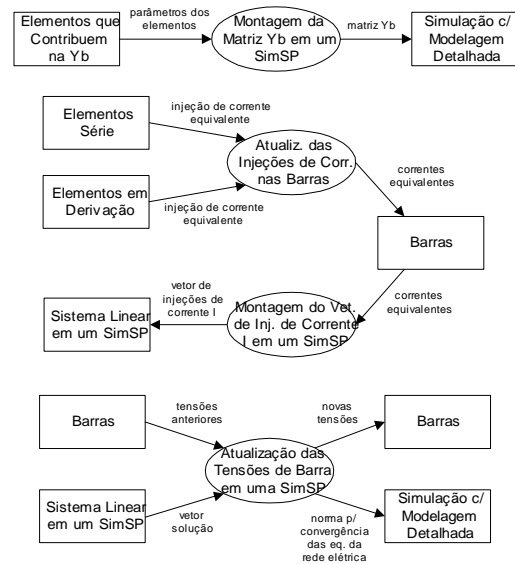 Elementos que
Contribuem
na Yb
parâmetros dos
elementos
Montagem da
Matriz Yb em um
SimSP
matriz Yb
Simulação c/
Modelagem
Detalhada
Elementos
Série
injeção de corrente
equivalente
Elementos em
Derivação
injeção de corrente
equivalente
Atualiz. das
Injeções de Corr.
nas Barras
correntes
equivalentes
Barras
correntes
equivalentes
Montagem do Vet.
de Inj. de Corrente
I em um SimSP
vetor de
injeções de
corrente I
Sistema Linear
em um SimSP
Barras
tensões
anteriores
Sistema Linear
em um SimSP
vetor
solução
Atualização das
Tensões de Barra
em uma SimSP
novas
tensões
Barras
norma p/
convergência
das eq. da
rede elétrica
Simulação c/
Modelagem
Detalhada